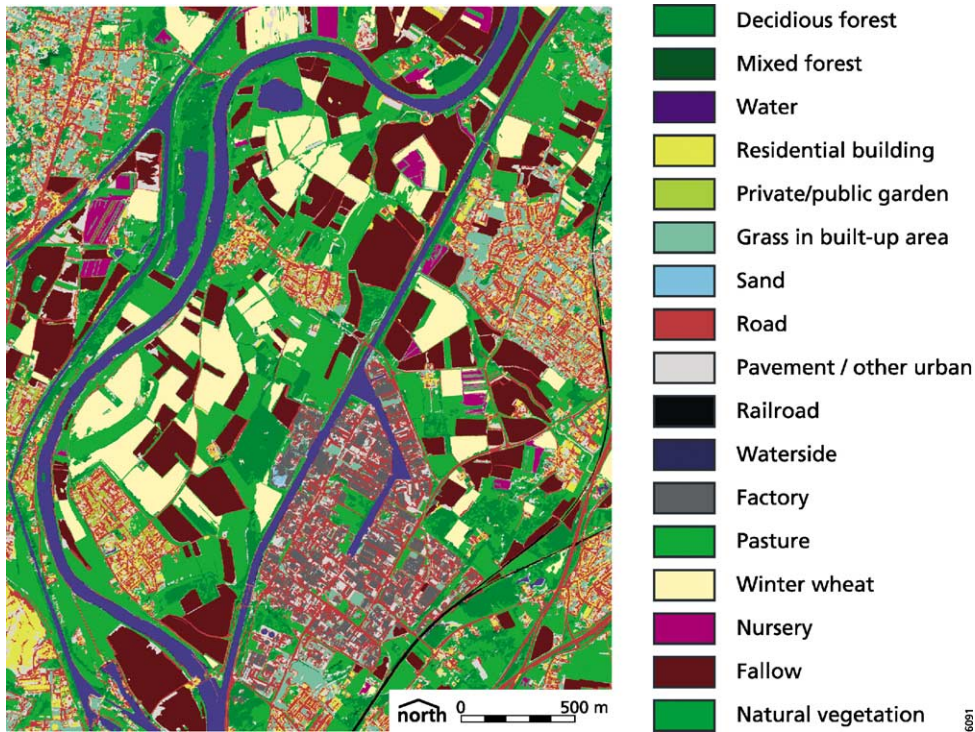 Decidious forest
Mixed forest
Water
Residential building
Private/public garden
Grass in built-up area
Sand
Road
Pavement / other urban
Railroad
Waterside
Factory
Pasture
Winter wheat
Nursery
Fallow
Natural vegetation
north 0 500 m
6091